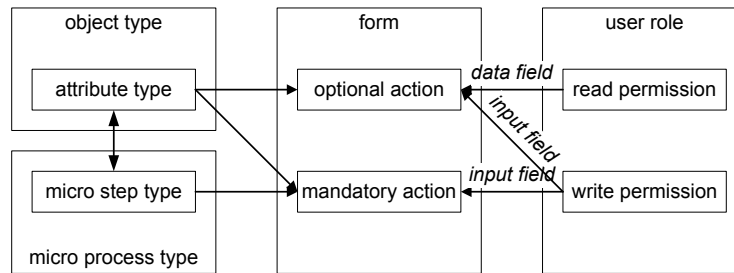 object type
form
user role
attribute type
optional action
data field
read permission
input field
micro step type
mandatory action
input field
write permission
micro process type